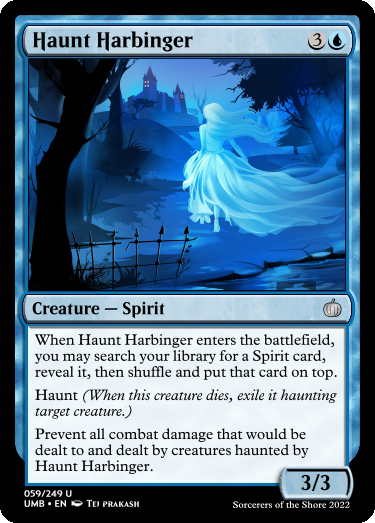 Haunt Harbinger 3
Creature — Spirit
When Haunt Harbinger enters the battlefield,
you may search your library for a Spirit card,
reveal it, then shuffle and put that card on top.
Haunt (When this creature dies, exile it haunting
target creature.)
Prevent all combat damage that would be
dealt to and dealt by creatures haunted by
Haunt Harbinger.
3/3
059/249 U
UMB • EN Tej Prakash
Sorcerers of the Shore 2022